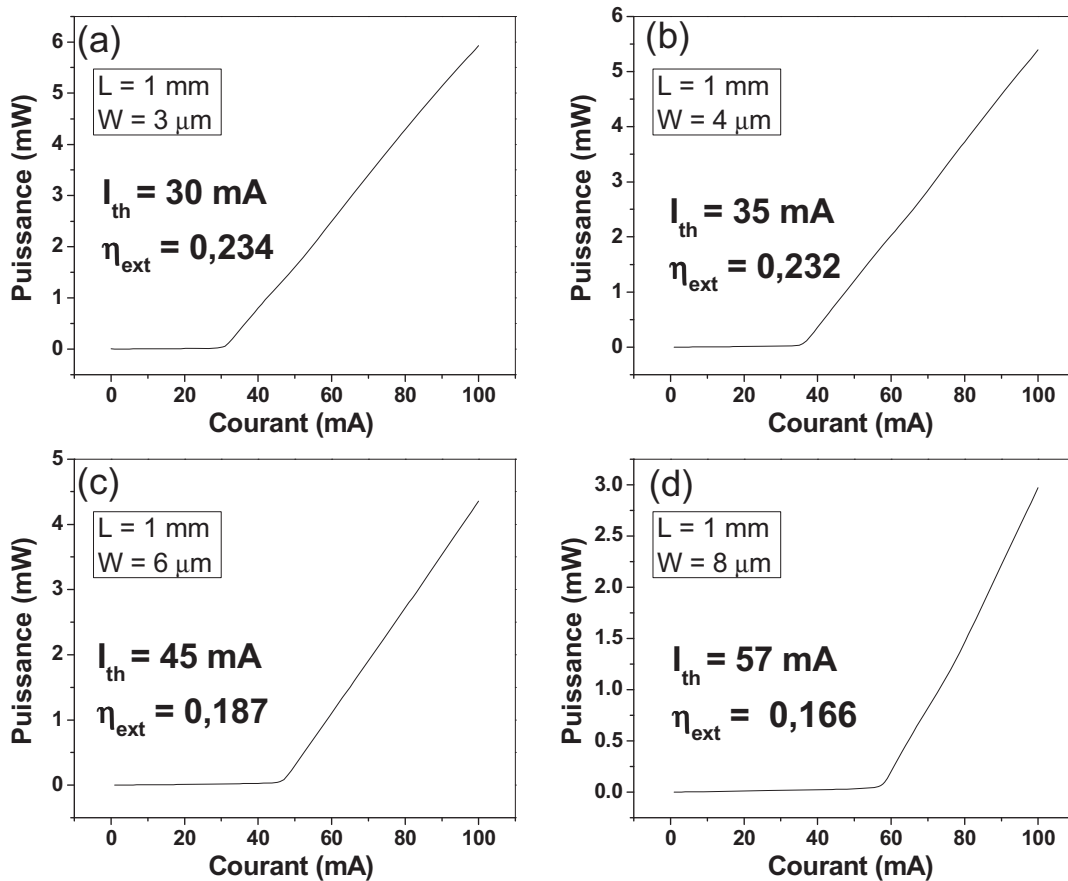 (a)
L = 1 mm
W = 3 μm
I_th = 30 mA
η_ext = 0,234
Puissance (mW)
6
5
4
3
2
1
0
0 20 40 60 80 100
Courant (mA)
(b)
L = 1 mm
W = 4 μm
I_th = 35 mA
η_ext = 0,232
Puissance (mW)
6
5
4
3
2
1
0
0 20 40 60 80 100
Courant (mA)
(c)
L = 1 mm
W = 6 μm
I_th = 45 mA
η_ext = 0,187
Puissance (mW)
5
4
3
2
1
0
0 20 40 60 80 100
Courant (mA)
(d)
L = 1 mm
W = 8 μm
I_th = 57 mA
η_ext = 0,166
Puissance (mW)
3.0
2.5
2.0
1.5
1.0
0.5
0.0
0 20 40 60 80 100
Courant (mA)